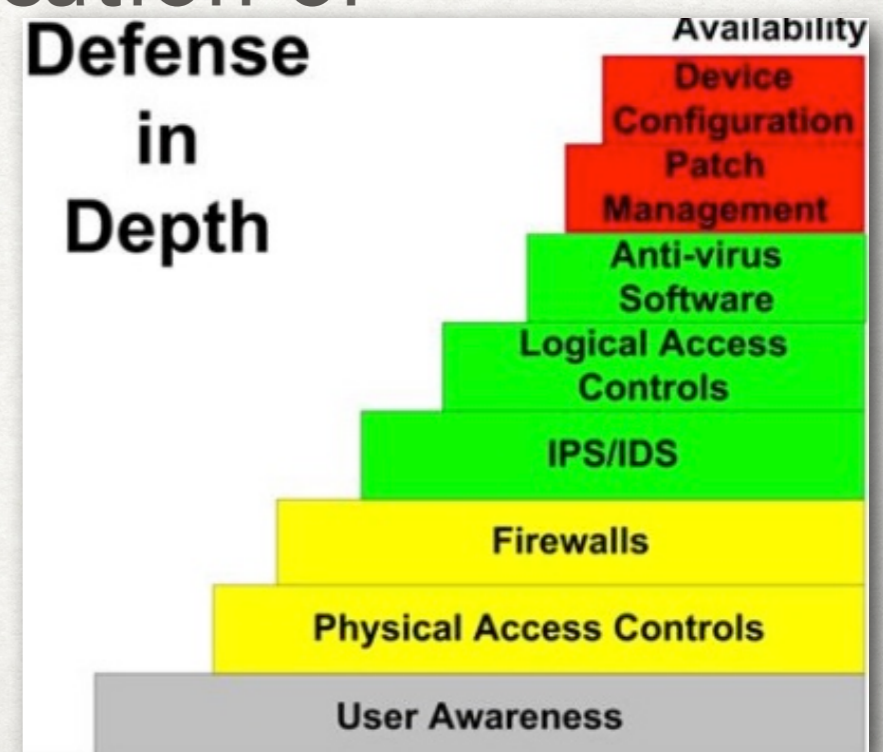 Defense
in
Depth
Availability
Device
Configuration
Patch
Management
Anti-virus
Software
Logical Access
Controls
IPS/IDS
Firewalls
Physical Access Controls
User Awareness